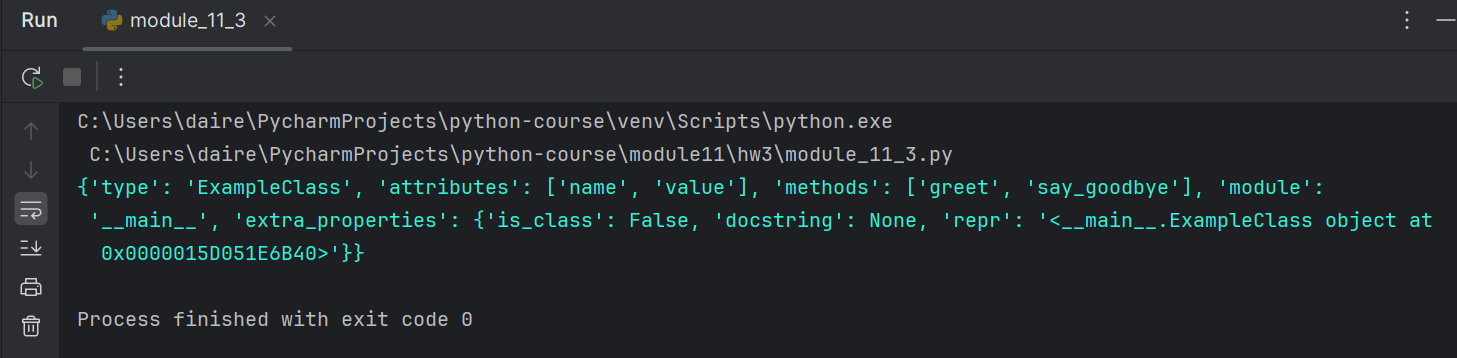 Run module_11_3
C:\Users\daire\PycharmProjects\python-course\venv\Scripts\python.exe
C:\Users\daire\PycharmProjects\python-course\module11\hw3\module_11_3.py
{'type': 'ExampleClass', 'attributes': ['name', 'value'], 'methods': ['greet', 'say_goodbye'], 'module':
'__main__', 'extra_properties': {'is_class': False, 'docstring': None, 'repr': '<__main__.ExampleClass object at
0x0000015D051E6B40>'}}
Process finished with exit code 0